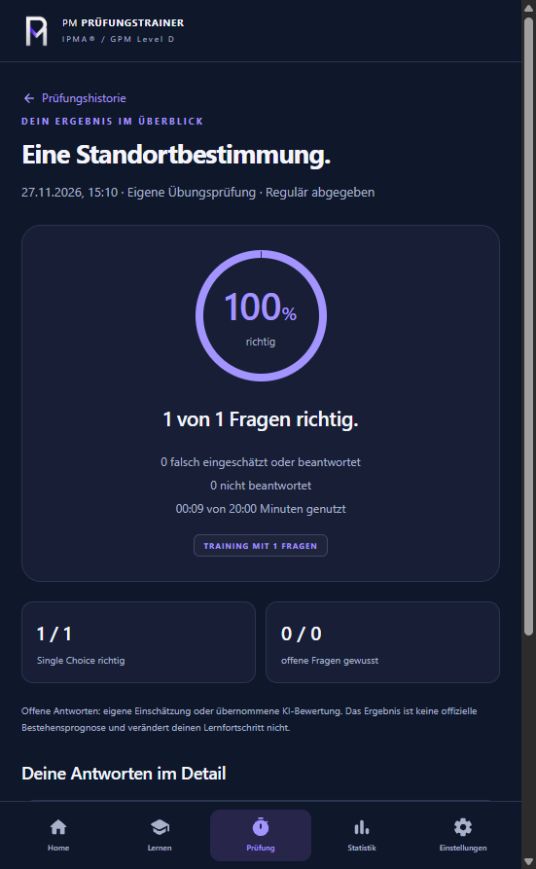 PM PRÜFUNGSTRAINER
IPMA® / GPM Level D
← Prüfungshistorie
DEIN ERGEBNIS IM ÜBERBLICK
Eine Standortbestimmung.
27.11.2026, 15:10 · Eigene Übungsprüfung · Regulär abgegeben
100%
richtig
1 von 1 Fragen richtig.
0 falsch eingeschätzt oder beantwortet
0 nicht beantwortet
00:09 von 20:00 Minuten genutzt
TRAINING MIT 1 FRAGEN
1 / 1
Single Choice richtig
0 / 0
offene Fragen gewusst
Offene Antworten: eigene Einschätzung oder übernommene KI-Bewertung. Das Ergebnis ist keine offizielle
Bestehensprognose und verändert deinen Lernfortschritt nicht.
Deine Antworten im Detail
Home
Lernen
Prüfung
Statistik
Einstellungen